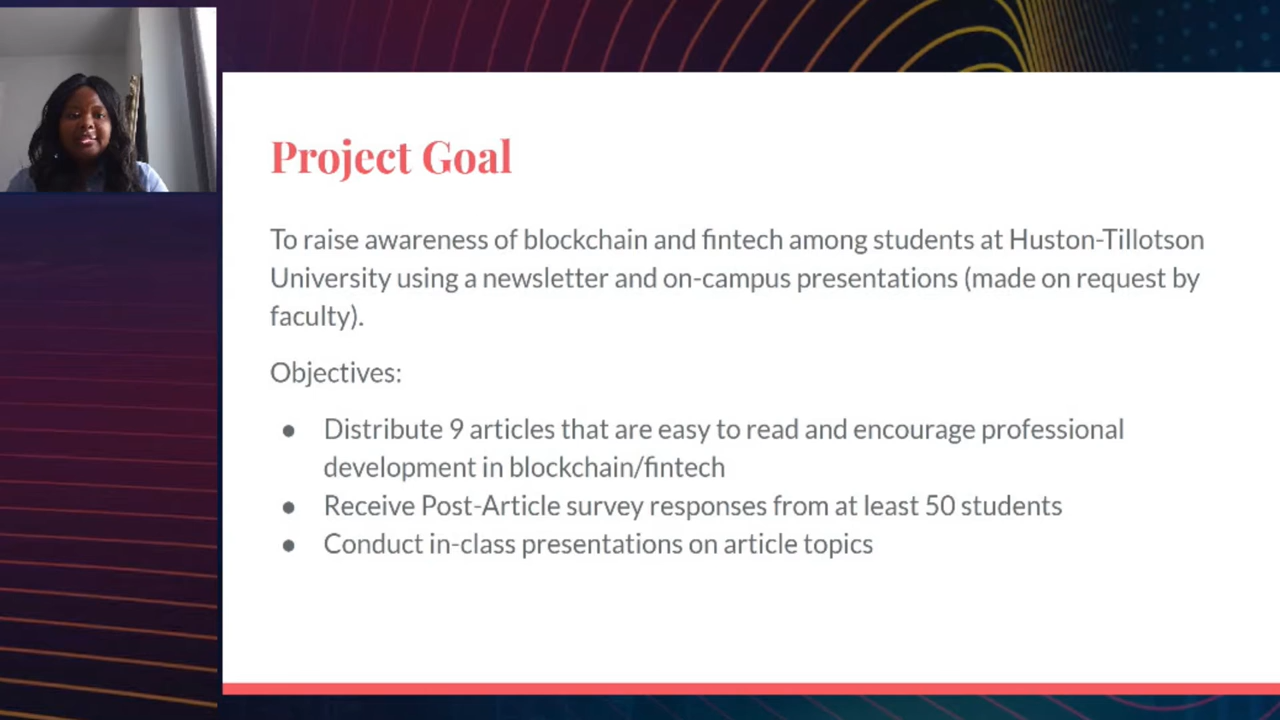 Project Goal
To raise awareness of blockchain and fintech among students at Huston-Tillotson
University using a newsletter and on-campus presentations (made on request by
faculty).
Objectives:
● Distribute 9 articles that are easy to read and encourage professional
development in blockchain/fintech
● Receive Post-Article survey responses from at least 50 students
● Conduct in-class presentations on article topics